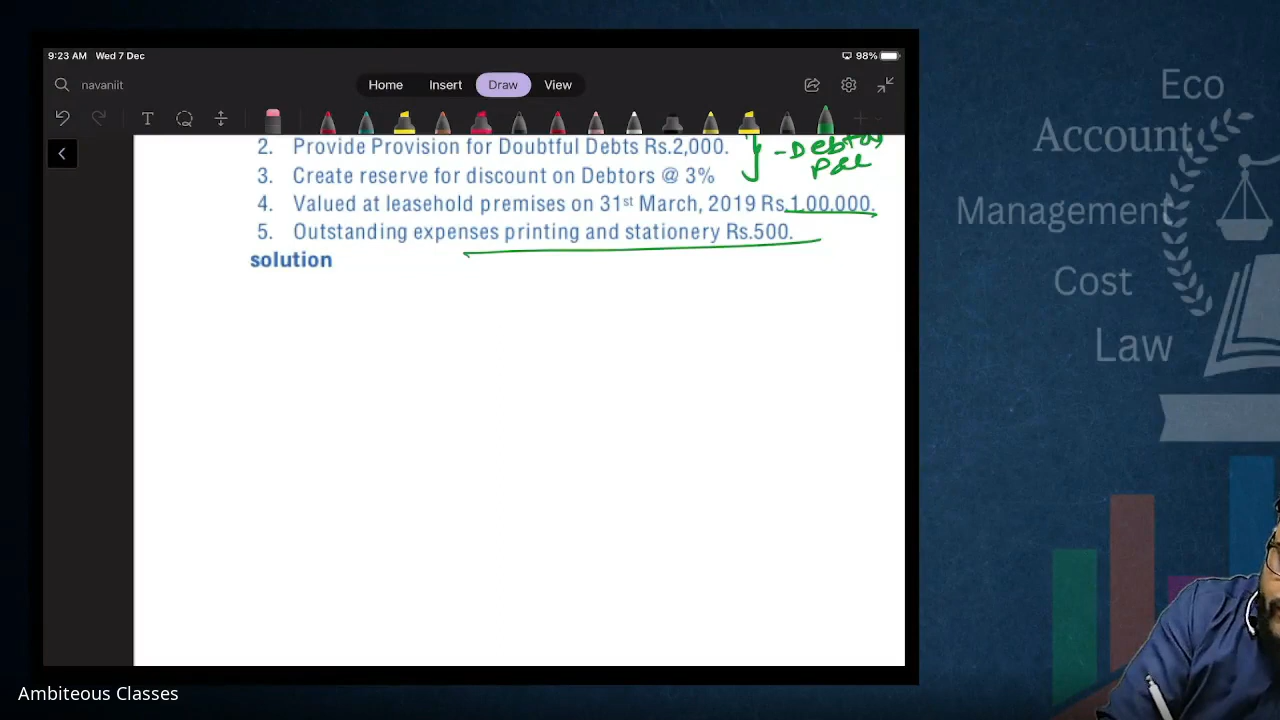 9:23 AM Wed 7 Dec
98%
navaniit
Home Insert Draw View
T
2. Provide Provision for Doubtful Debts Rs.2,000.
- Debtors
3. Create reserve for discount on Debtors @ 3%
P&L
4. Valued at leasehold premises on 31st March, 2019 Rs.1,00,000.
5. Outstanding expenses printing and stationery Rs.500.
solution
Eco
Account
Management
Cost
Law
Ambiteous Classes